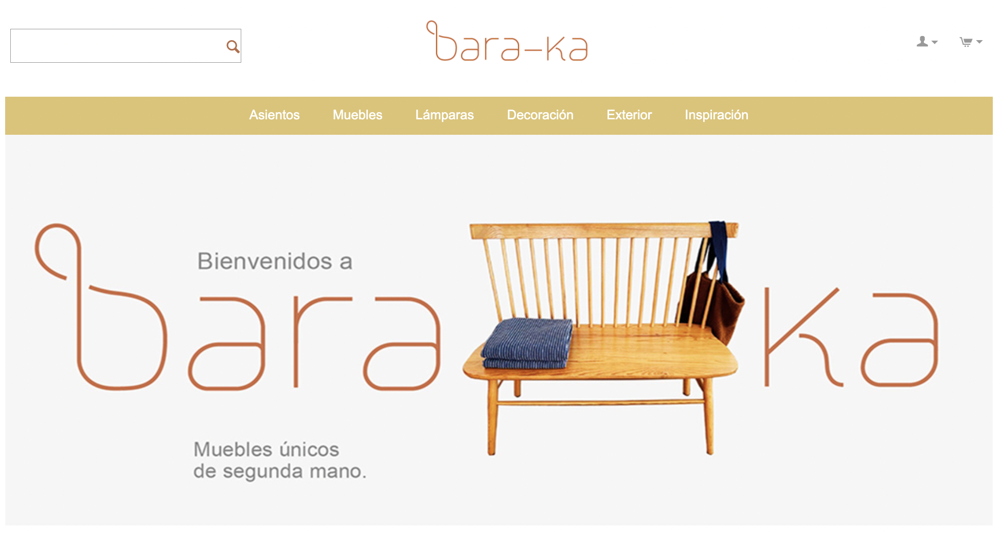 bara-ka
Asientos
Muebles
Lámparas
Decoración
Exterior
Inspiración
Bienvenidos a
bara ka
Muebles únicos
de segunda mano.